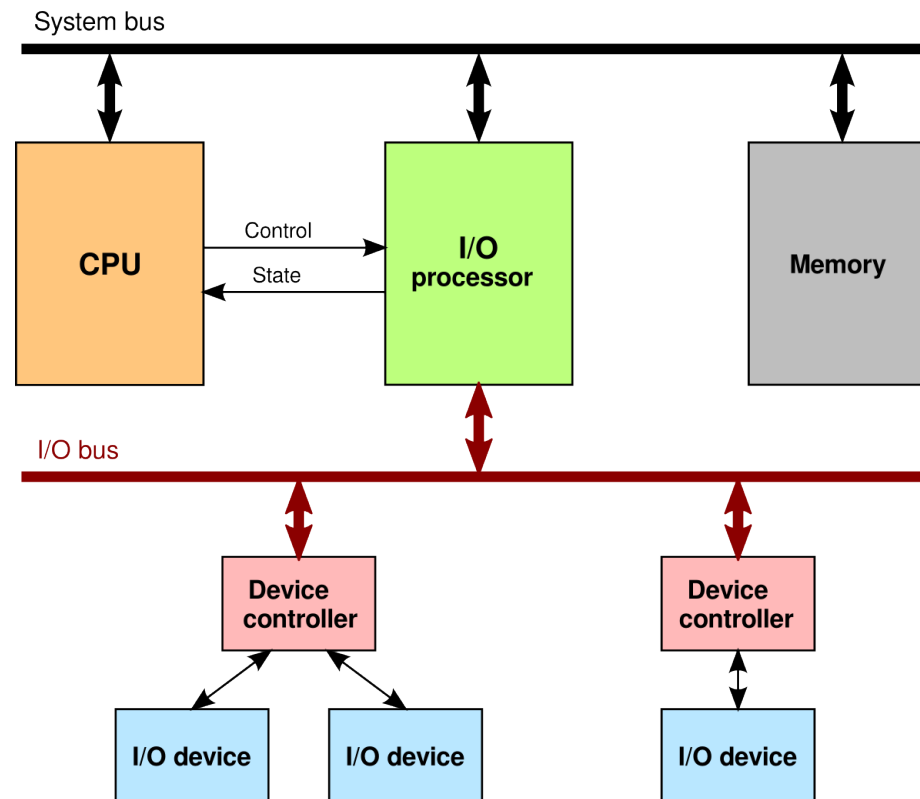 System bus
CPU
Control
State
I/O
processor
Memory
I/O bus
Device
controller
Device
controller
I/O device
I/O device
I/O device